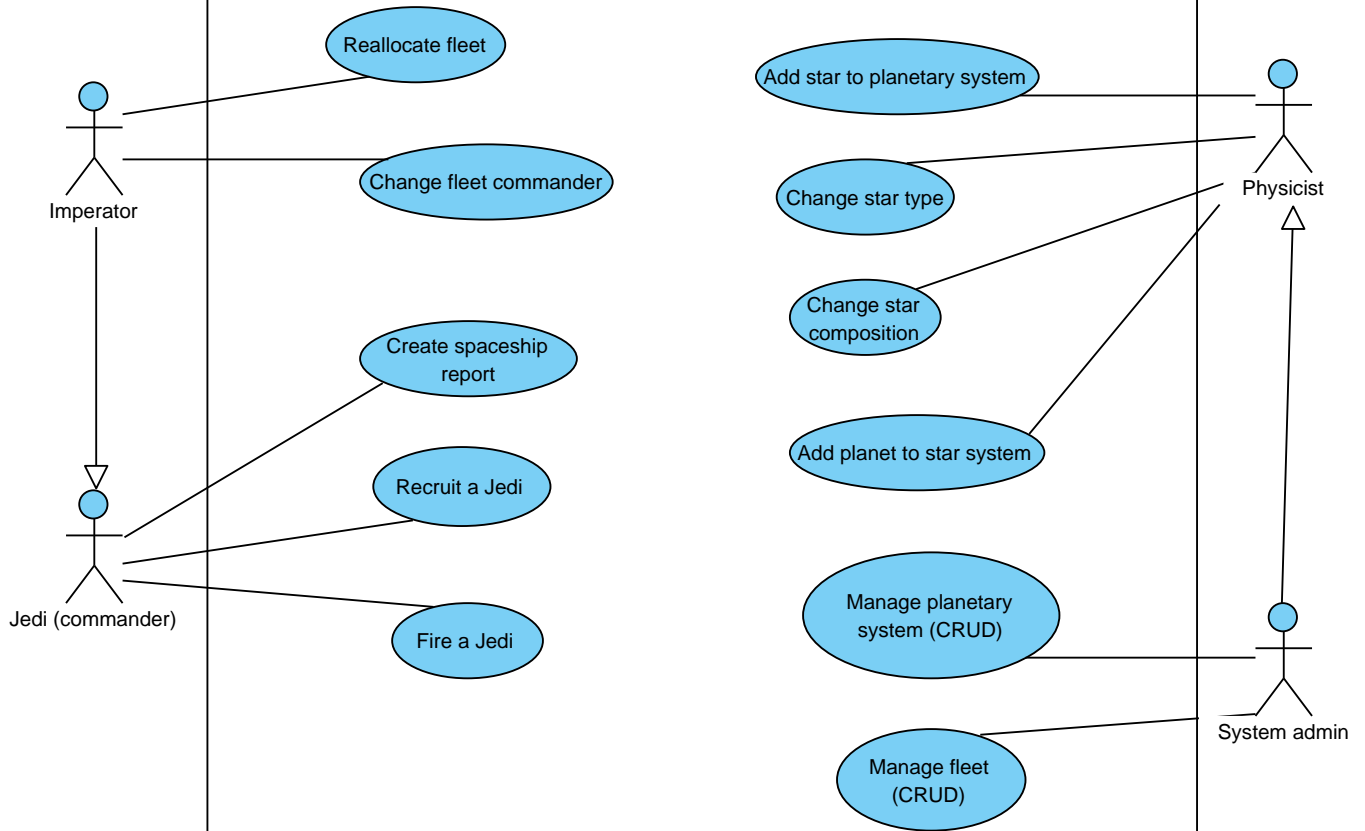 Reallocate fleet
Imperator
Change fleet commander
Create spaceship
report
Recruit a Jedi
Jedi (commander)
Fire a Jedi
Add star to planetary system
Physicist
Change star type
Change star
composition
Add planet to star system
Manage planetary
system (CRUD)
System admin
Manage fleet
(CRUD)